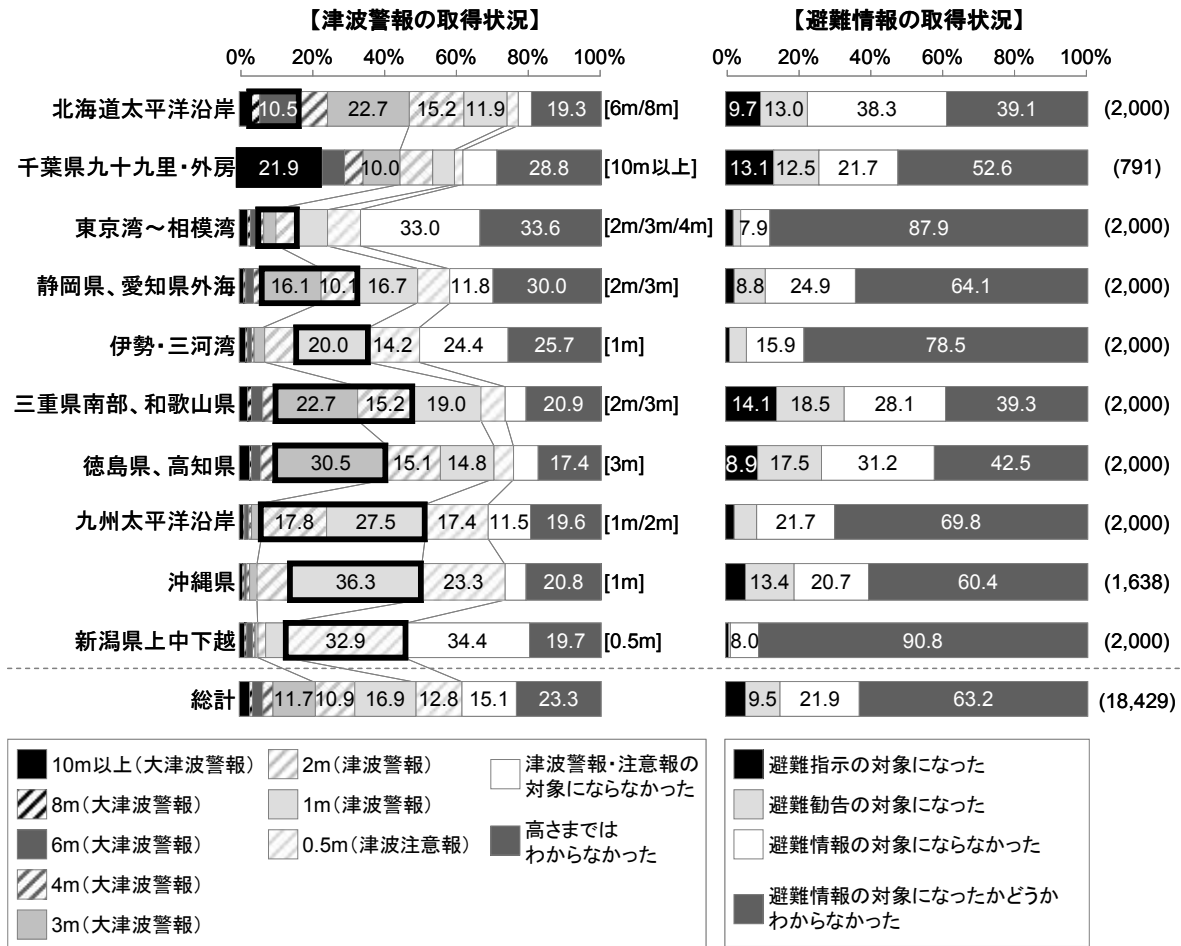 【津波警報の取得状況】 【避難情報の取得状況】
0% 20% 40% 60% 80% 100% 0% 20% 40% 60% 80% 100%
北海道太平洋沿岸 10.5 22.7 15.2 11.9 19.3 [6m/8m] 9.7 13.0 38.3 39.1 (2,000)
千葉県九十九里・外房 21.9 10.0 28.8 [10m以上] 13.1 12.5 21.7 52.6 (791)
東京湾～相模湾 33.0 33.6 [2m/3m/4m] 7.9 87.9 (2,000)
静岡県、愛知県外海 16.1 10.1 16.7 11.8 30.0 [2m/3m] 8.8 24.9 64.1 (2,000)
伊勢・三河湾 20.0 14.2 24.4 25.7 [1m] 15.9 78.5 (2,000)
三重県南部、和歌山県 22.7 15.2 19.0 20.9 [2m/3m] 14.1 18.5 28.1 39.3 (2,000)
徳島県、高知県 30.5 15.1 14.8 17.4 [3m] 8.9 17.5 31.2 42.5 (2,000)
九州太平洋沿岸 17.8 27.5 17.4 11.5 19.6 [1m/2m] 21.7 69.8 (2,000)
沖縄県 36.3 23.3 20.8 [1m] 13.4 20.7 60.4 (1,638)
新潟県上中下越 32.9 34.4 19.7 [0.5m] 8.0 90.8 (2,000)
総計 11.7 10.9 16.9 12.8 15.1 23.3 9.5 21.9 63.2 (18,429)
10m以上(大津波警報)
8m(大津波警報)
6m(大津波警報)
4m(大津波警報)
3m(大津波警報)
2m(津波警報)
1m(津波警報)
0.5m(津波注意報)
津波警報・注意報の
対象にならなかった
高さまでは
わからなかった
避難指示の対象になった
避難勧告の対象になった
避難情報の対象にならなかった
避難情報の対象になったかどうか
わからなかった